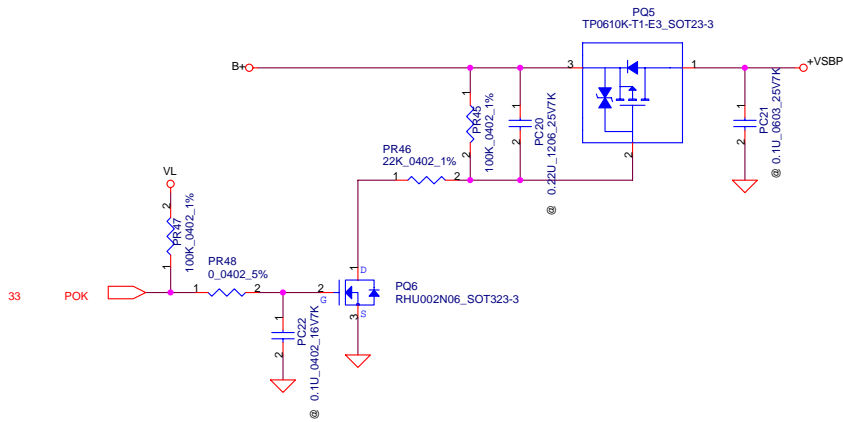 PQ5
TP0610K-T1-E3_SOT23-3
B+
3
1
+VSBP
2
1
2
PR45
100K_0402_1%
1
2
PC20
0.22U_1206_25V7K
@
1
2
PC21
0.1U_0603_25V7K
@
PR46
22K_0402_1%
1
2
VL
2
1
PR47
100K_0402_1%
PR48
0_0402_5%
33
POK
1
2
2
G
1
D
3
S
PQ6
RHU002N06_SOT323-3
1
2
PC22
0.1U_0402_16V7K
@